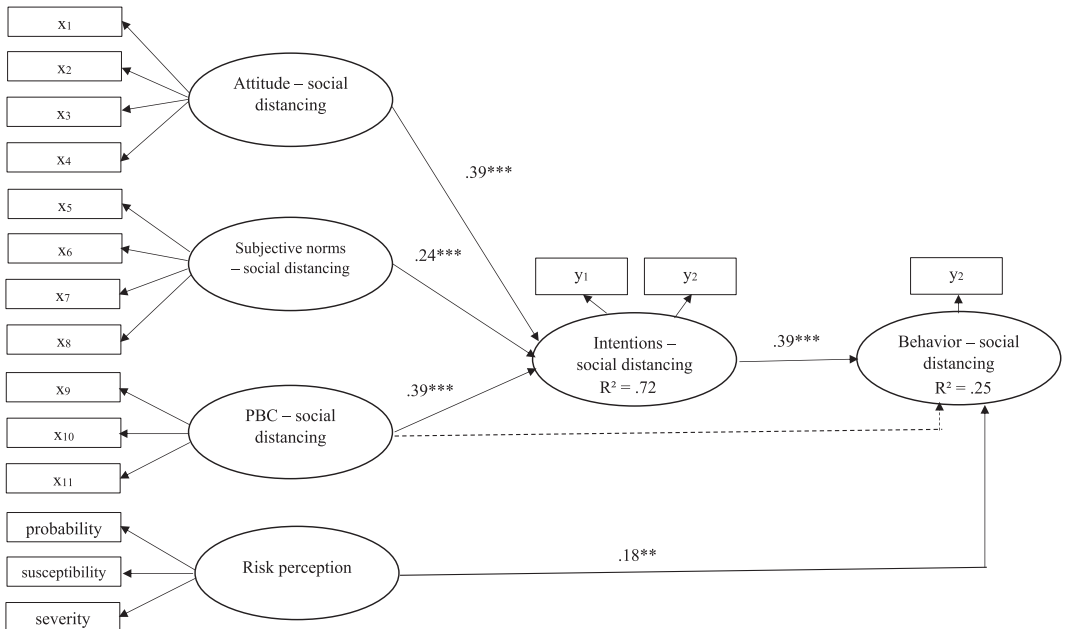 x1
x2
x3
x4
Attitude – social
distancing
.39***
x5
x6
x7
x8
Subjective norms
– social distancing
.24***
y1
y2
y2
Intentions –
social distancing
R² = .72
.39***
Behavior – social
distancing
R² = .25
x9
x10
x11
PBC – social
distancing
.39***
probability
susceptibility
severity
Risk perception
.18**